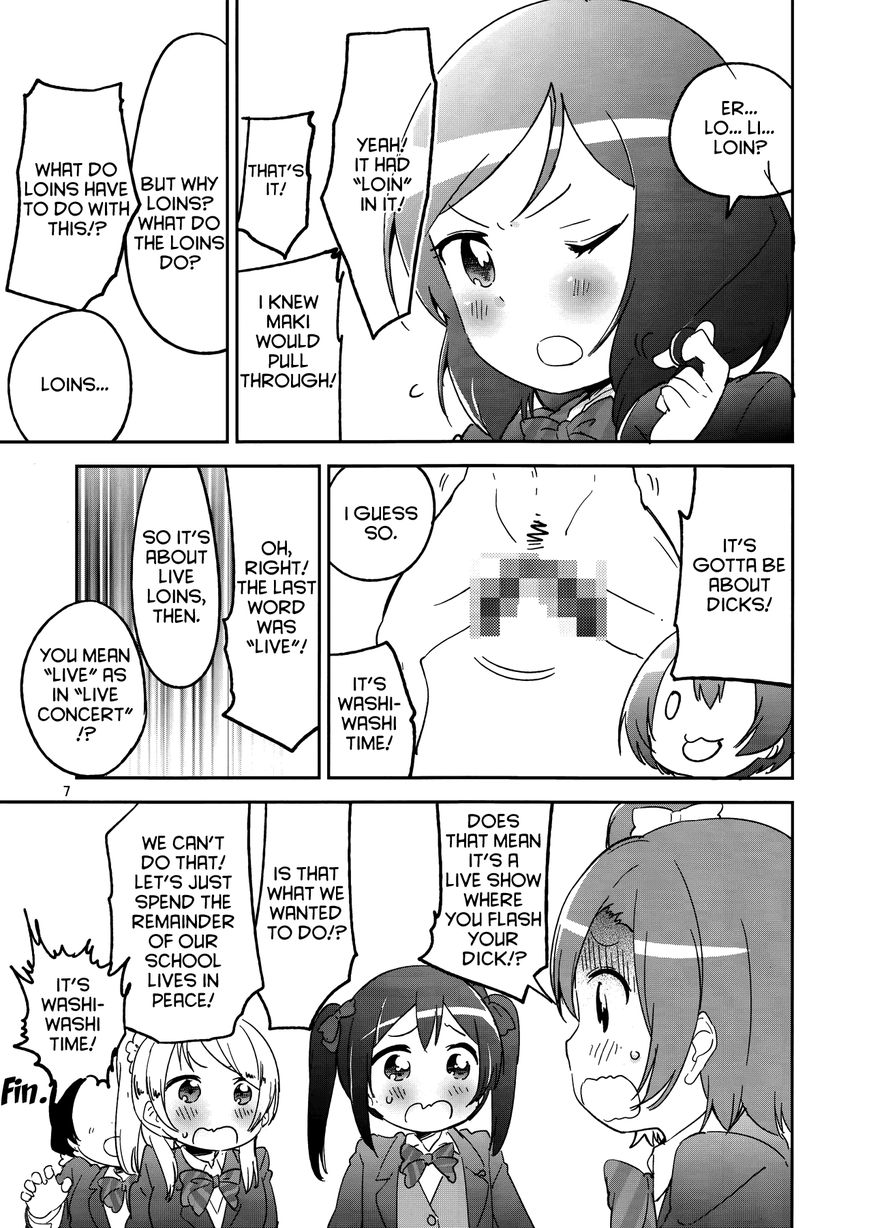 ER...
LO... LI...
LOIN?
YEAH!
IT HAD
"LOIN"
IN IT!
THAT'S
IT!
I KNEW
MAKI
WOULD
PULL
THROUGH!
BUT WHY
LOINS?
WHAT DO
THE LOINS
DO?
WHAT DO
LOINS HAVE
TO DO WITH
THIS!?
LOINS...
IT'S
GOTTA BE
ABOUT
DICKS!
I GUESS
SO.
IT'S
WASHI-
WASHI
TIME!
OH,
RIGHT!
THE LAST
WORD
WAS
"LIVE"!
SO IT'S
ABOUT
LIVE
LOINS,
THEN.
YOU MEAN
"LIVE" AS
IN "LIVE
CONCERT"
!?
7
DOES
THAT MEAN
IT'S A
LIVE SHOW
WHERE
YOU FLASH
YOUR
DICK!?
IS THAT
WHAT WE
WANTED
TO DO!?
WE CAN'T
DO THAT!
LET'S JUST
SPEND THE
REMAINDER
OF OUR
SCHOOL
LIVES IN
PEACE!
IT'S
WASHI-
WASHI
TIME!
Fin.